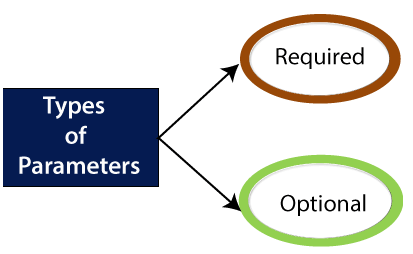 Types
of
Parameters
Required
Optional